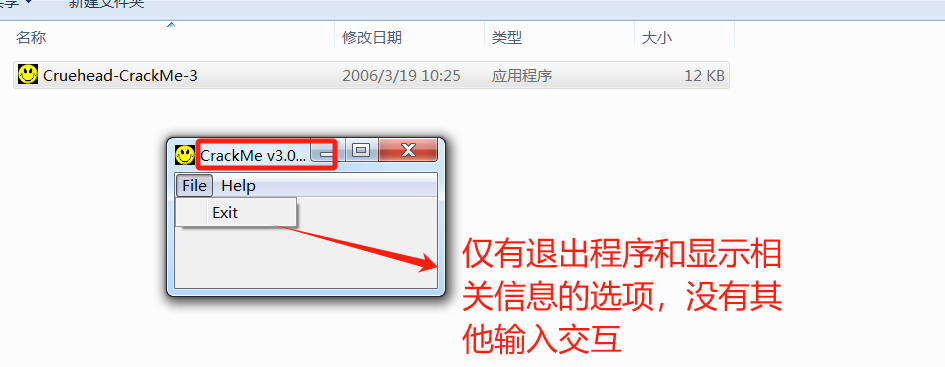 新建文件夹
名称 修改日期 类型 大小
Cruehead-CrackMe-3 2006/3/19 10:25 应用程序 12 KB
CrackMe v3.0...
File Help
Exit
仅有退出程序和显示相
关信息的选项，没有其
他输入交互